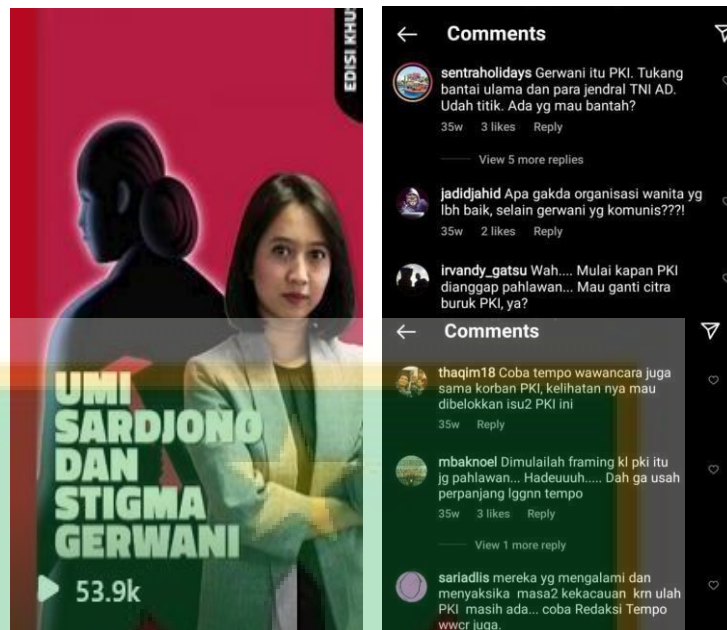 EDISI KHUS
UMI
SARDJONO
DAN
STIGMA
GERWANI
53.9k
Comments
sentraholidays Gerwani itu PKI. Tukang
bantai ulama dan para jendral TNI AD.
Udah titik. Ada yg mau bantah?
35w 3 likes Reply
View 5 more replies
jadidjahid Apa gakda organisasi wanita yg
lbh baik, selain gerwani yg komunis???!
35w 2 likes Reply
irvandy_gatsu Wah.... Mulai kapan PKI
dianggap pahlawan... Mau ganti citra
buruk PKI, ya?
Comments
thaqim18 Coba tempo wawancara juga
sama korban PKI, kelihatan nya mau
dibelokkan isu2 PKI ini
35w Reply
mbaknoel Dimulailah framing kl pki itu
jg pahlawan... Hadeuuuh..... Dah ga usah
perpanjang lggnn tempo
35w 3 likes Reply
View 1 more reply
sariadlis mereka yg mengalami dan
menyaksika masa2 kekacauan krn ulah
PKI masih ada... coba Redaksi Tempo
wwcr juga.